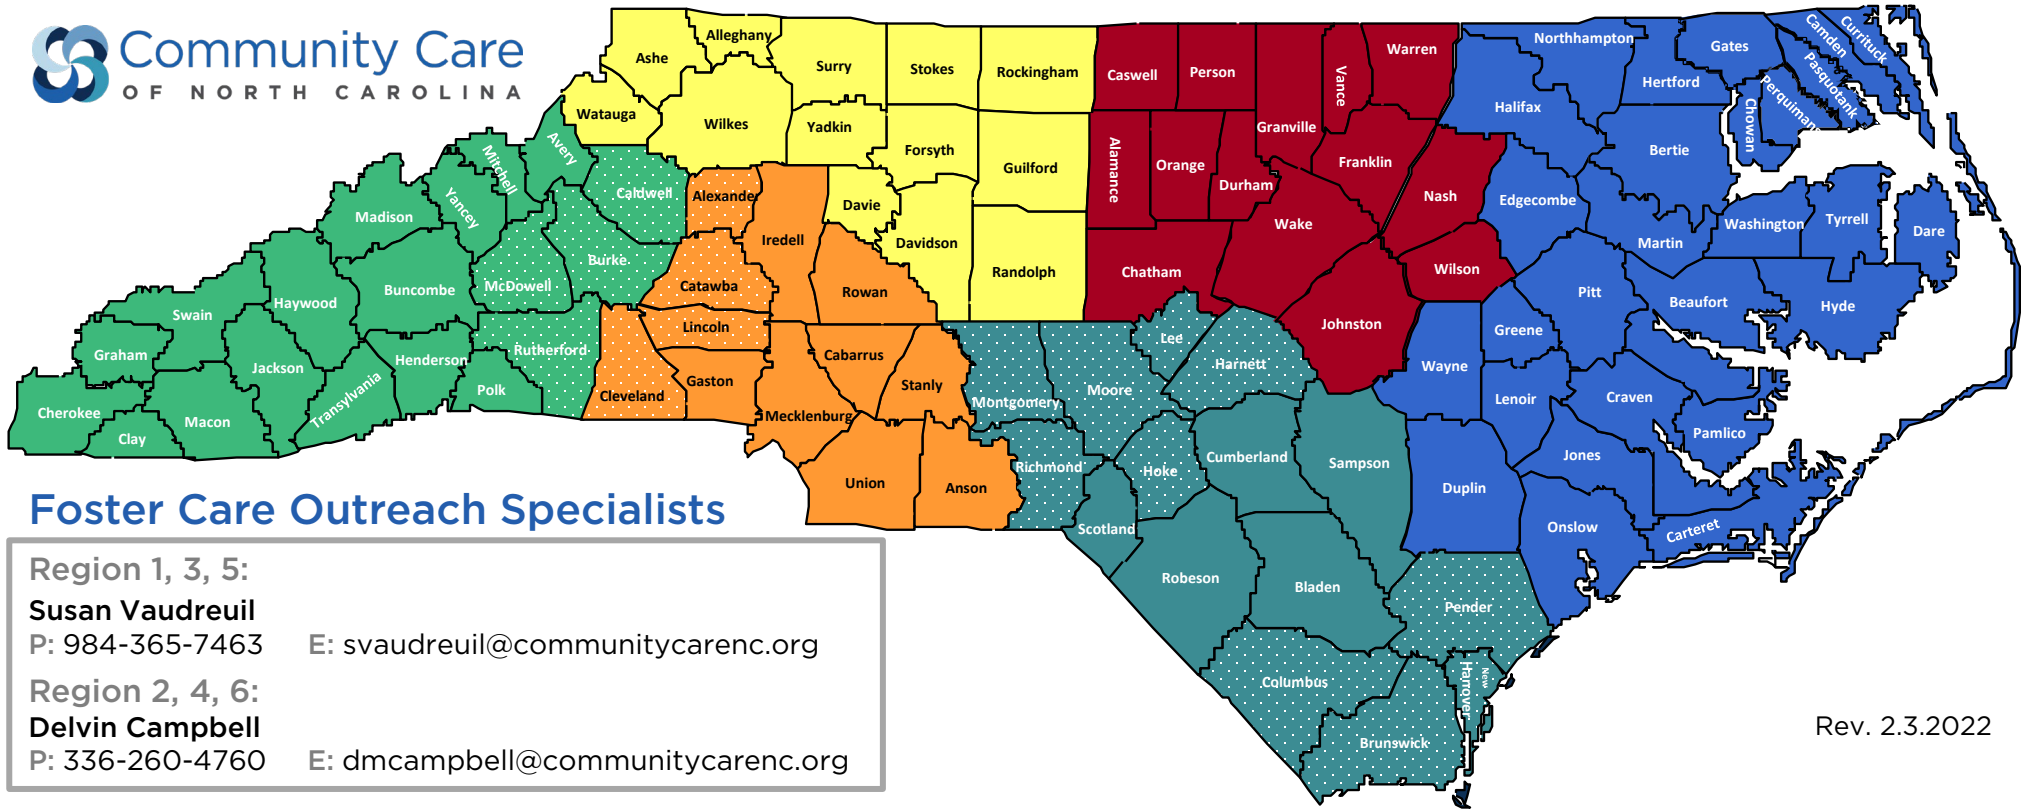 Community Care
OF NORTH CAROLINA
Ashe
Alleghany
Surry
Stokes
Rockingham
Caswell
Person
Vance
Warren
Northhampton
Gates
Camden
Currituck
Pasquotank
Perquimans
Chowan
Hertford
Halifax
Watauga
Wilkes
Yadkin
Forsyth
Guilford
Alamance
Orange
Durham
Granville
Franklin
Nash
Edgecombe
Bertie
Martin
Washington
Tyrrell
Dare
Avery
Mitchell
Yancey
Madison
Caldwell
Alexande
Iredell
Davie
Davidson
Randolph
Chatham
Wake
Wilson
Johnston
Pitt
Beaufort
Hyde
Swain
Haywood
Buncombe
McDowell
Burke
Catawba
Rowan
Lincoln
Graham
Jackson
Henderson
Rutherford
Polk
Cleveland
Gaston
Cabarrus
Stanly
Montgomery
Moore
Lee
Harnett
Wayne
Greene
Lenoir
Craven
Pamlico
Cherokee
Clay
Macon
Transylvania
Mecklenburg
Union
Anson
Richmond
Hoke
Cumberland
Sampson
Duplin
Jones
Onslow
Carteret
Scotland
Robeson
Bladen
Pender
Columbus
New
Hanover
Brunswick
Foster Care Outreach Specialists
Region 1, 3, 5:
Susan Vaudreuil
P: 984-365-7463 E: svaudreuil@communitycarenc.org
Region 2, 4, 6:
Delvin Campbell
P: 336-260-4760 E: dmcampbell@communitycarenc.org
Rev. 2.3.2022